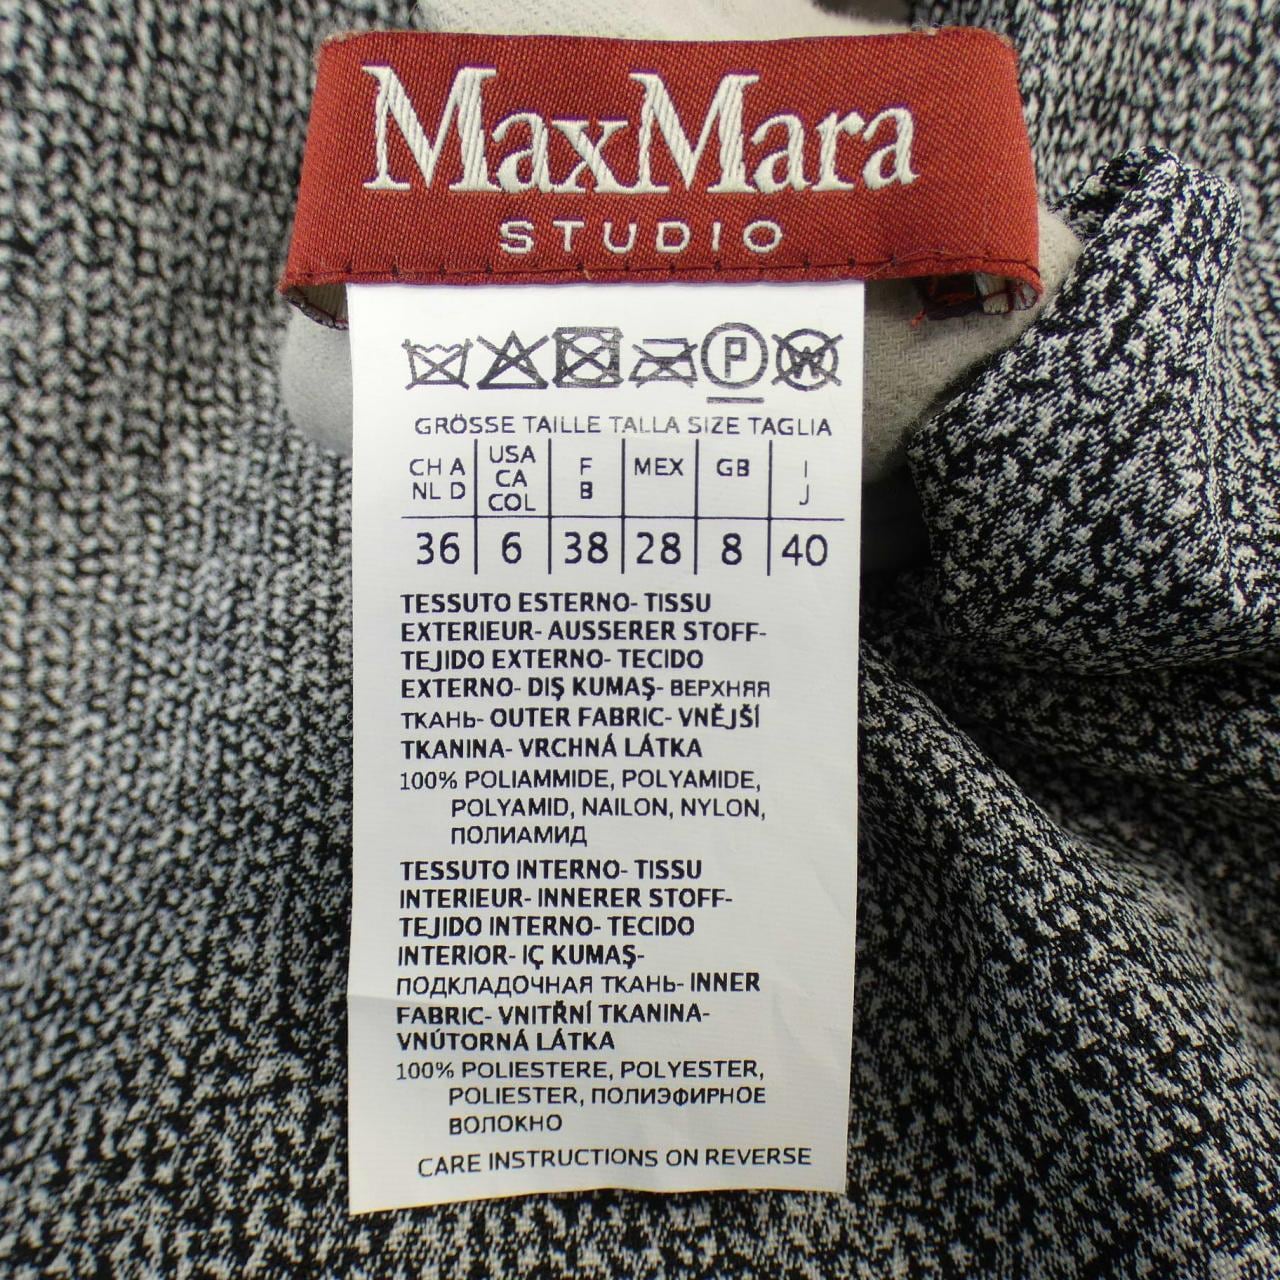 MaxMara
STUDIO
P W
GRÖSSE TAILLE TALLA SIZE TAGLIA
CH A NL D USA CA COL F B MEX GB I J
36 6 38 28 8 40
TESSUTO ESTERNO- TISSU
EXTERIEUR- AUSSERER STOFF-
TEJIDO EXTERNO- TECIDO
EXTERNO- DIŞ KUMAŞ- ВЕРХНЯЯ
ТКАНЬ- OUTER FABRIC- VNĚJŠÍ
TKANINA- VRCHNÁ LÁTKA
100% POLIAMMIDE, POLYAMIDE,
POLYAMID, NAILON, NYLON,
ПОЛИАМИД
TESSUTO INTERNO- TISSU
INTERIEUR- INNERER STOFF-
TEJIDO INTERNO- TECIDO
INTERIOR- IÇ KUMAŞ-
ПОДКЛАДОЧНАЯ ТКАНЬ- INNER
FABRIC- VNITŘNÍ TKANINA-
VNÚTORNÁ LÁTKA
100% POLIESTERE, POLYESTER,
POLIESTER, ПОЛИЭФИРНОЕ
ВОЛОКНО
CARE INSTRUCTIONS ON REVERSE